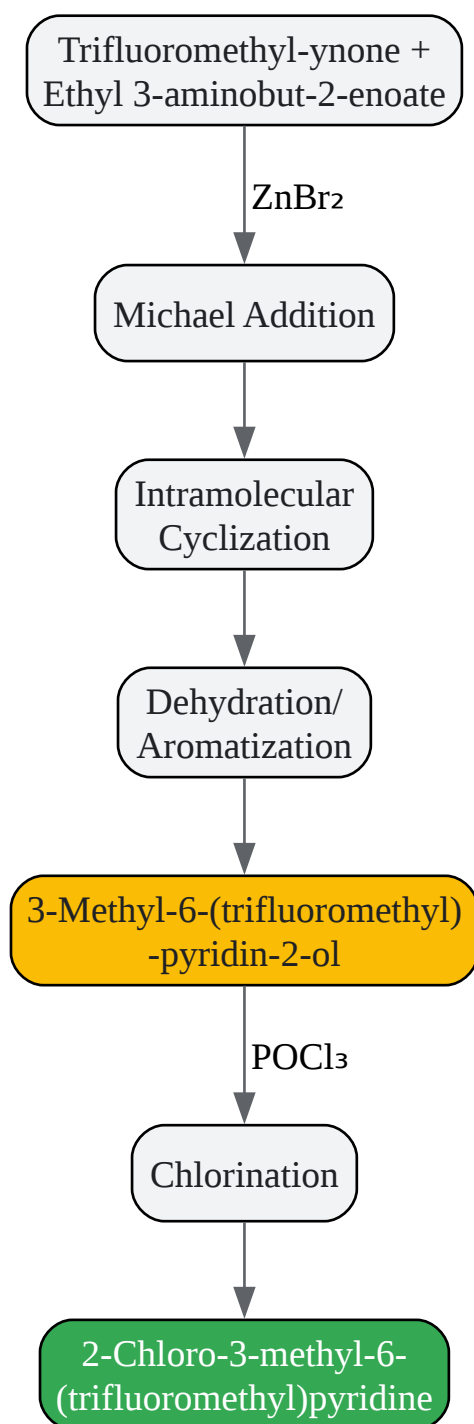 Trifluoromethyl-ynone +
Ethyl 3-aminobut-2-enoate
ZnBr₂
Michael Addition
Intramolecular
Cyclization
Dehydration/
Aromatization
3-Methyl-6-(trifluoromethyl)
-pyridin-2-ol
POCl₃
Chlorination
2-Chloro-3-methyl-6-
(trifluoromethyl)pyridine